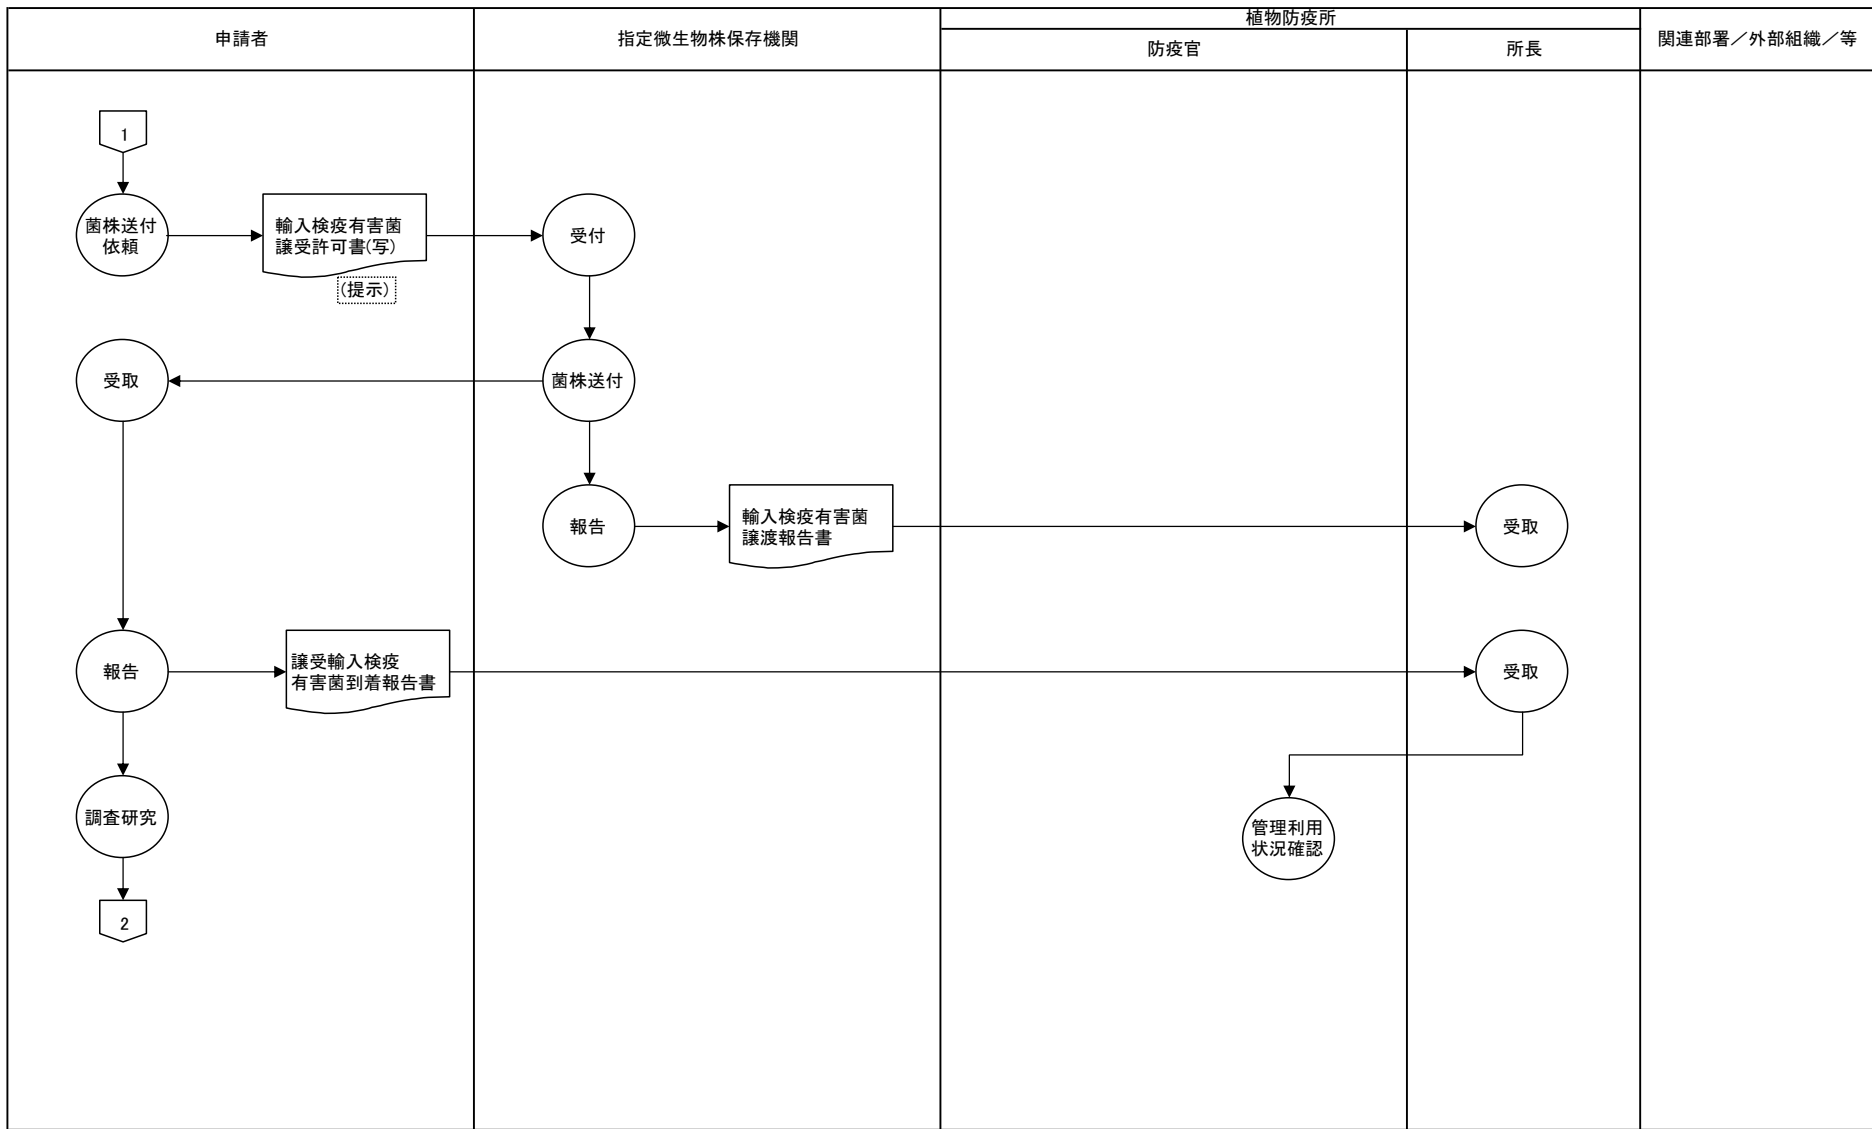 申請者
指定微生物株保存機関
植物防疫所
防疫官
所長
関連部署／外部組織／等
1
菌株送付
依頼
輸入検疫有害菌
譲受許可書(写)
(提示)
受付
受取
菌株送付
報告
輸入検疫有害菌
譲渡報告書
受取
報告
譲受輸入検疫
有害菌到着報告書
受取
調査研究
管理利用
状況確認
2